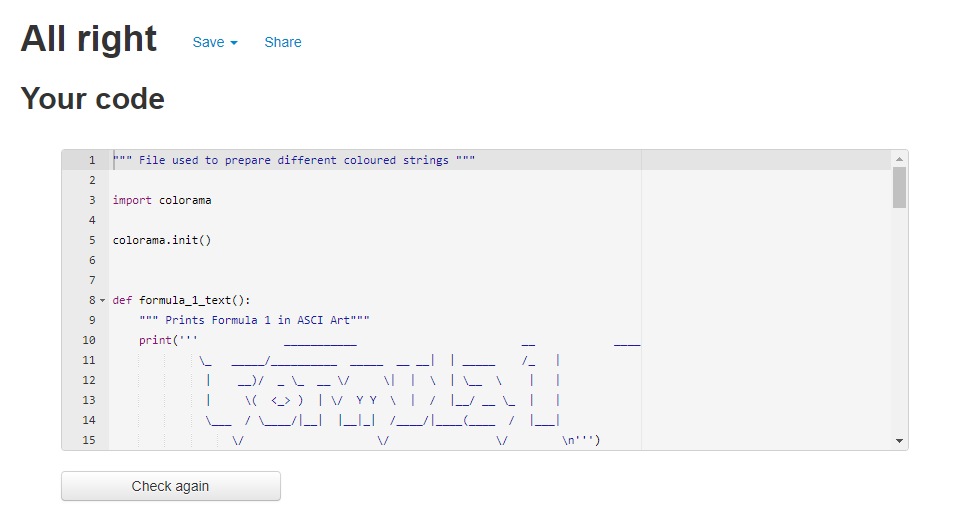 All right Save Share
Your code
1 """ File used to prepare different coloured strings """
2
3 import colorama
4
5 colorama.init()
6
7
8 def formula_1_text():
9 """ Prints Formula 1 in ASCI Art"""
10 print('''             ___________                         __            ____
11 \_   _____/__________  _____  __ __|  | _____    /_   |
12 |    __)/  _ \_  __ \/     \|  |  \  | \__  \    |   |
13 |     \(  <_> )  | \/  Y Y  \  |  /  |__/ __ \_  |   |
14 \___  / \____/|__|  |__|_|  /____/|____(____  /  |___|
15 \/                    \/                \/        \n''')
Check again